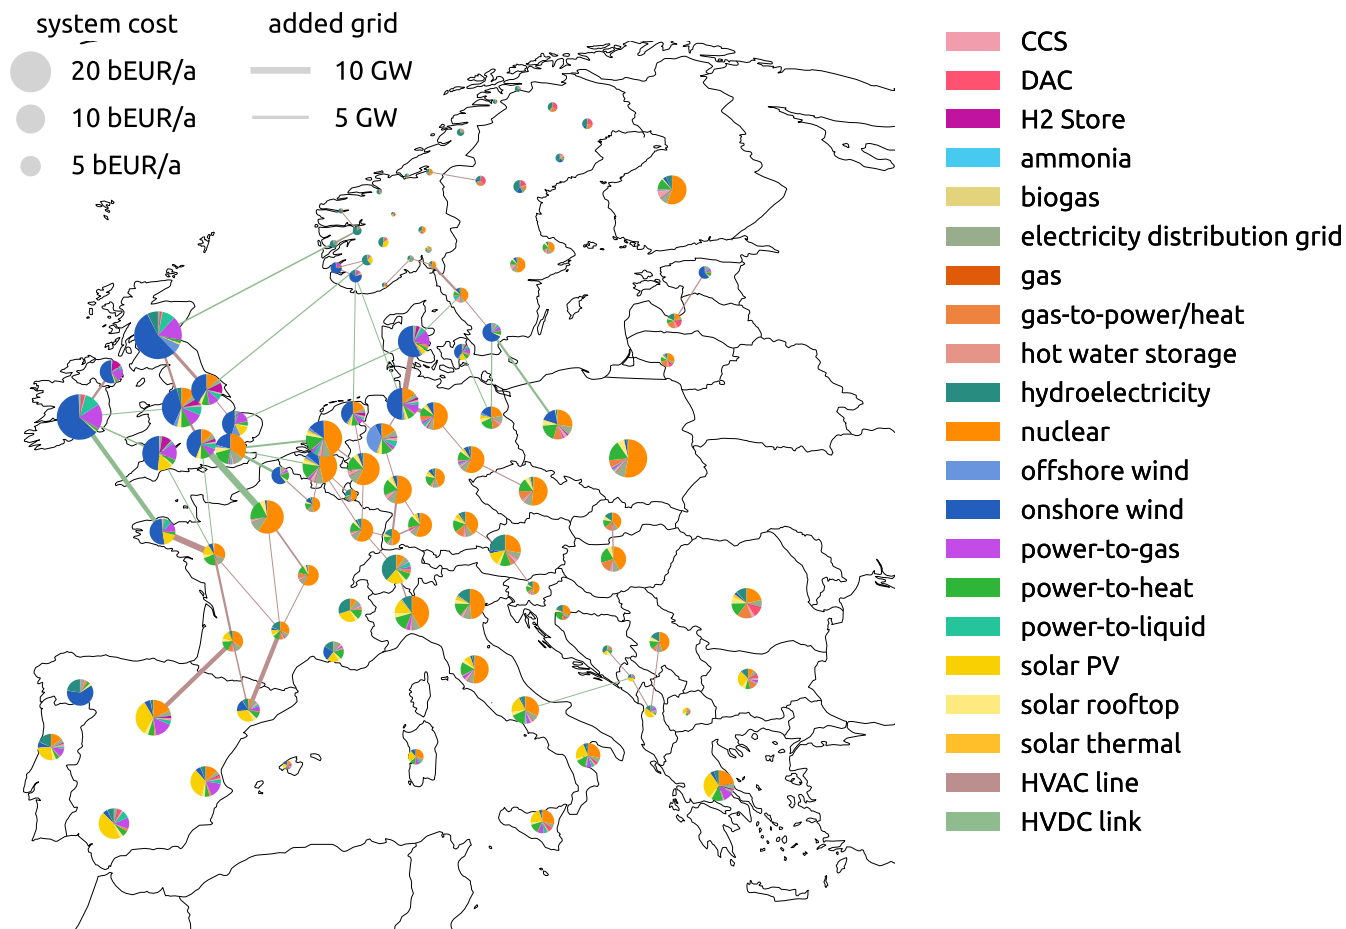 system cost
20 bEUR/a
10 bEUR/a
5 bEUR/a
added grid
10 GW
5 GW
CCS
DAC
H2 Store
ammonia
biogas
electricity distribution grid
gas
gas-to-power/heat
hot water storage
hydroelectricity
nuclear
offshore wind
onshore wind
power-to-gas
power-to-heat
power-to-liquid
solar PV
solar rooftop
solar thermal
HVAC line
HVDC link